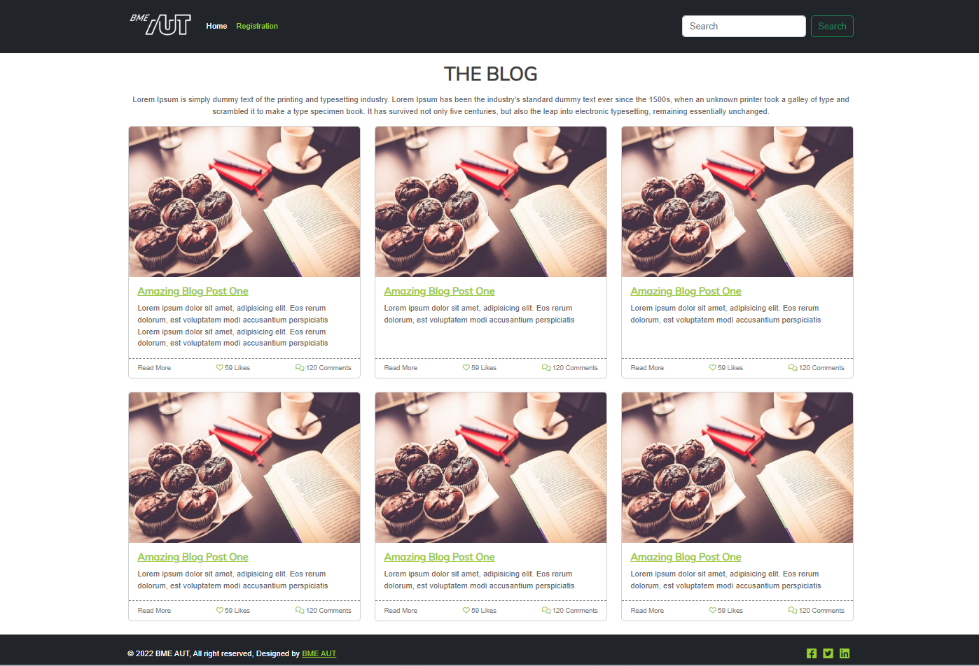 BME AUT
Home Registration
Search Search
THE BLOG
Lorem Ipsum is simply dummy text of the printing and typesetting industry. Lorem Ipsum has been the industry's standard dummy text ever since the 1500s, when an unknown printer took a galley of type and
scrambled it to make a type specimen book. It has survived not only five centuries, but also the leap into electronic typesetting, remaining essentially unchanged.
Amazing Blog Post One
Lorem ipsum dolor sit amet, adipisicing elit. Eos rerum
dolorum, est voluptatem modi accusantium perspiciatis
Lorem ipsum dolor sit amet, adipisicing elit. Eos rerum
dolorum, est voluptatem modi accusantium perspiciatis
Read More 59 Likes 120 Comments
Amazing Blog Post One
Lorem ipsum dolor sit amet, adipisicing elit. Eos rerum
dolorum, est voluptatem modi accusantium perspiciatis
Read More 59 Likes 120 Comments
Amazing Blog Post One
Lorem ipsum dolor sit amet, adipisicing elit. Eos rerum
dolorum, est voluptatem modi accusantium perspiciatis
Read More 59 Likes 120 Comments
Amazing Blog Post One
Lorem ipsum dolor sit amet, adipisicing elit. Eos rerum
dolorum, est voluptatem modi accusantium perspiciatis
Read More 59 Likes 120 Comments
Amazing Blog Post One
Lorem ipsum dolor sit amet, adipisicing elit. Eos rerum
dolorum, est voluptatem modi accusantium perspiciatis
Read More 59 Likes 120 Comments
Amazing Blog Post One
Lorem ipsum dolor sit amet, adipisicing elit. Eos rerum
dolorum, est voluptatem modi accusantium perspiciatis
Read More 59 Likes 120 Comments
© 2022 BME AUT, All right reserved, Designed by BME AUT